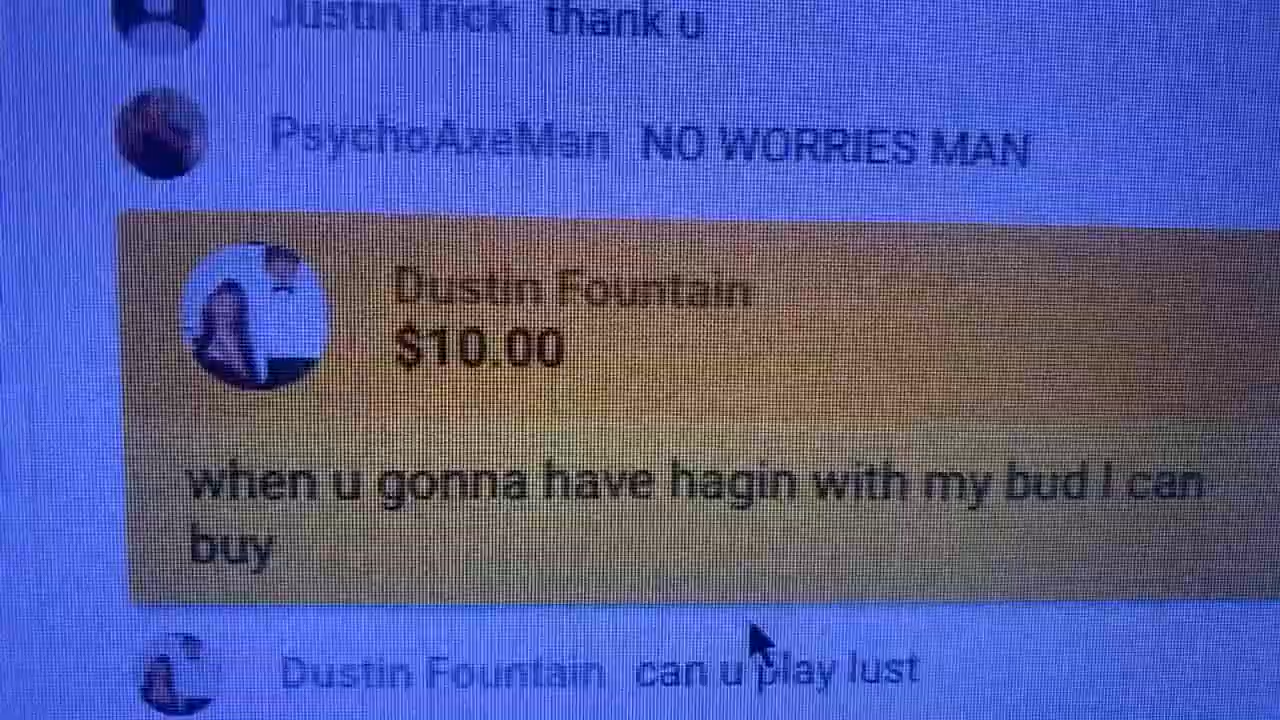 Justin Irick thank u
PsychoAxeMan NO WORRIES MAN
Dustin Fountain
$10.00
when u gonna have hagin with my bud I can
buy
Dustin Fountain can u play lust